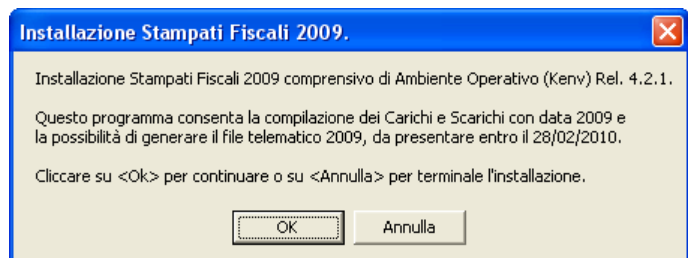 Installazione Stampati Fiscali 2009.
Installazione Stampati Fiscali 2009 comprensivo di Ambiente Operativo (Kenv) Rel. 4.2.1.
Questo programma consenta la compilazione dei Carichi e Scarichi con data 2009 e
la possibilità di generare il file telematico 2009, da presentare entro il 28/02/2010.
Cliccare su <Ok> per continuare o su <Annulla> per terminale l'installazione.
OK
Annulla